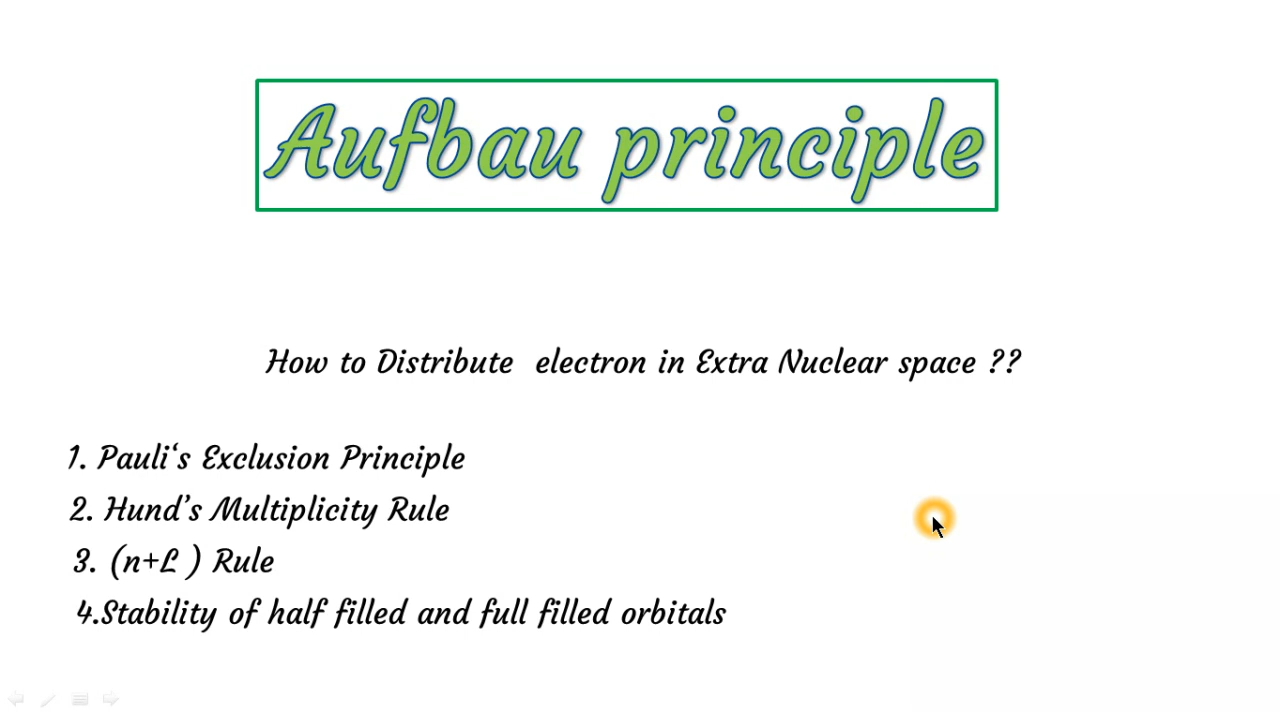 Aufbau principle
How to Distribute electron in Extra Nuclear space ??
1. Pauli‘s Exclusion Principle
2. Hund’s Multiplicity Rule
3. (n+L ) Rule
4.Stability of half filled and full filled orbitals